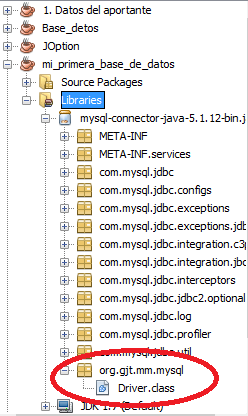 1. Datos del aportante
Base_detos
JOption
mi_primera_base_de_datos
Source Packages
Libraries
mysql-connector-java-5.1.12-bin.j
META-INF
META-INF.services
com.mysql.jdbc
com.mysql.jdbc.configs
com.mysql.jdbc.exceptions
com.mysql.jdbc.exceptions.jdb
com.mysql.jdbc.integration.c3p
com.mysql.jdbc.integration.jbo
com.mysql.jdbc.interceptors
com.mysql.jdbc.jdbc2.optional
com.mysql.jdbc.log
com.mysql.jdbc.profiler
com.mysql.jdbc.util
org.gjt.mm.mysql
Driver.class
JDK 1.7 (Default)